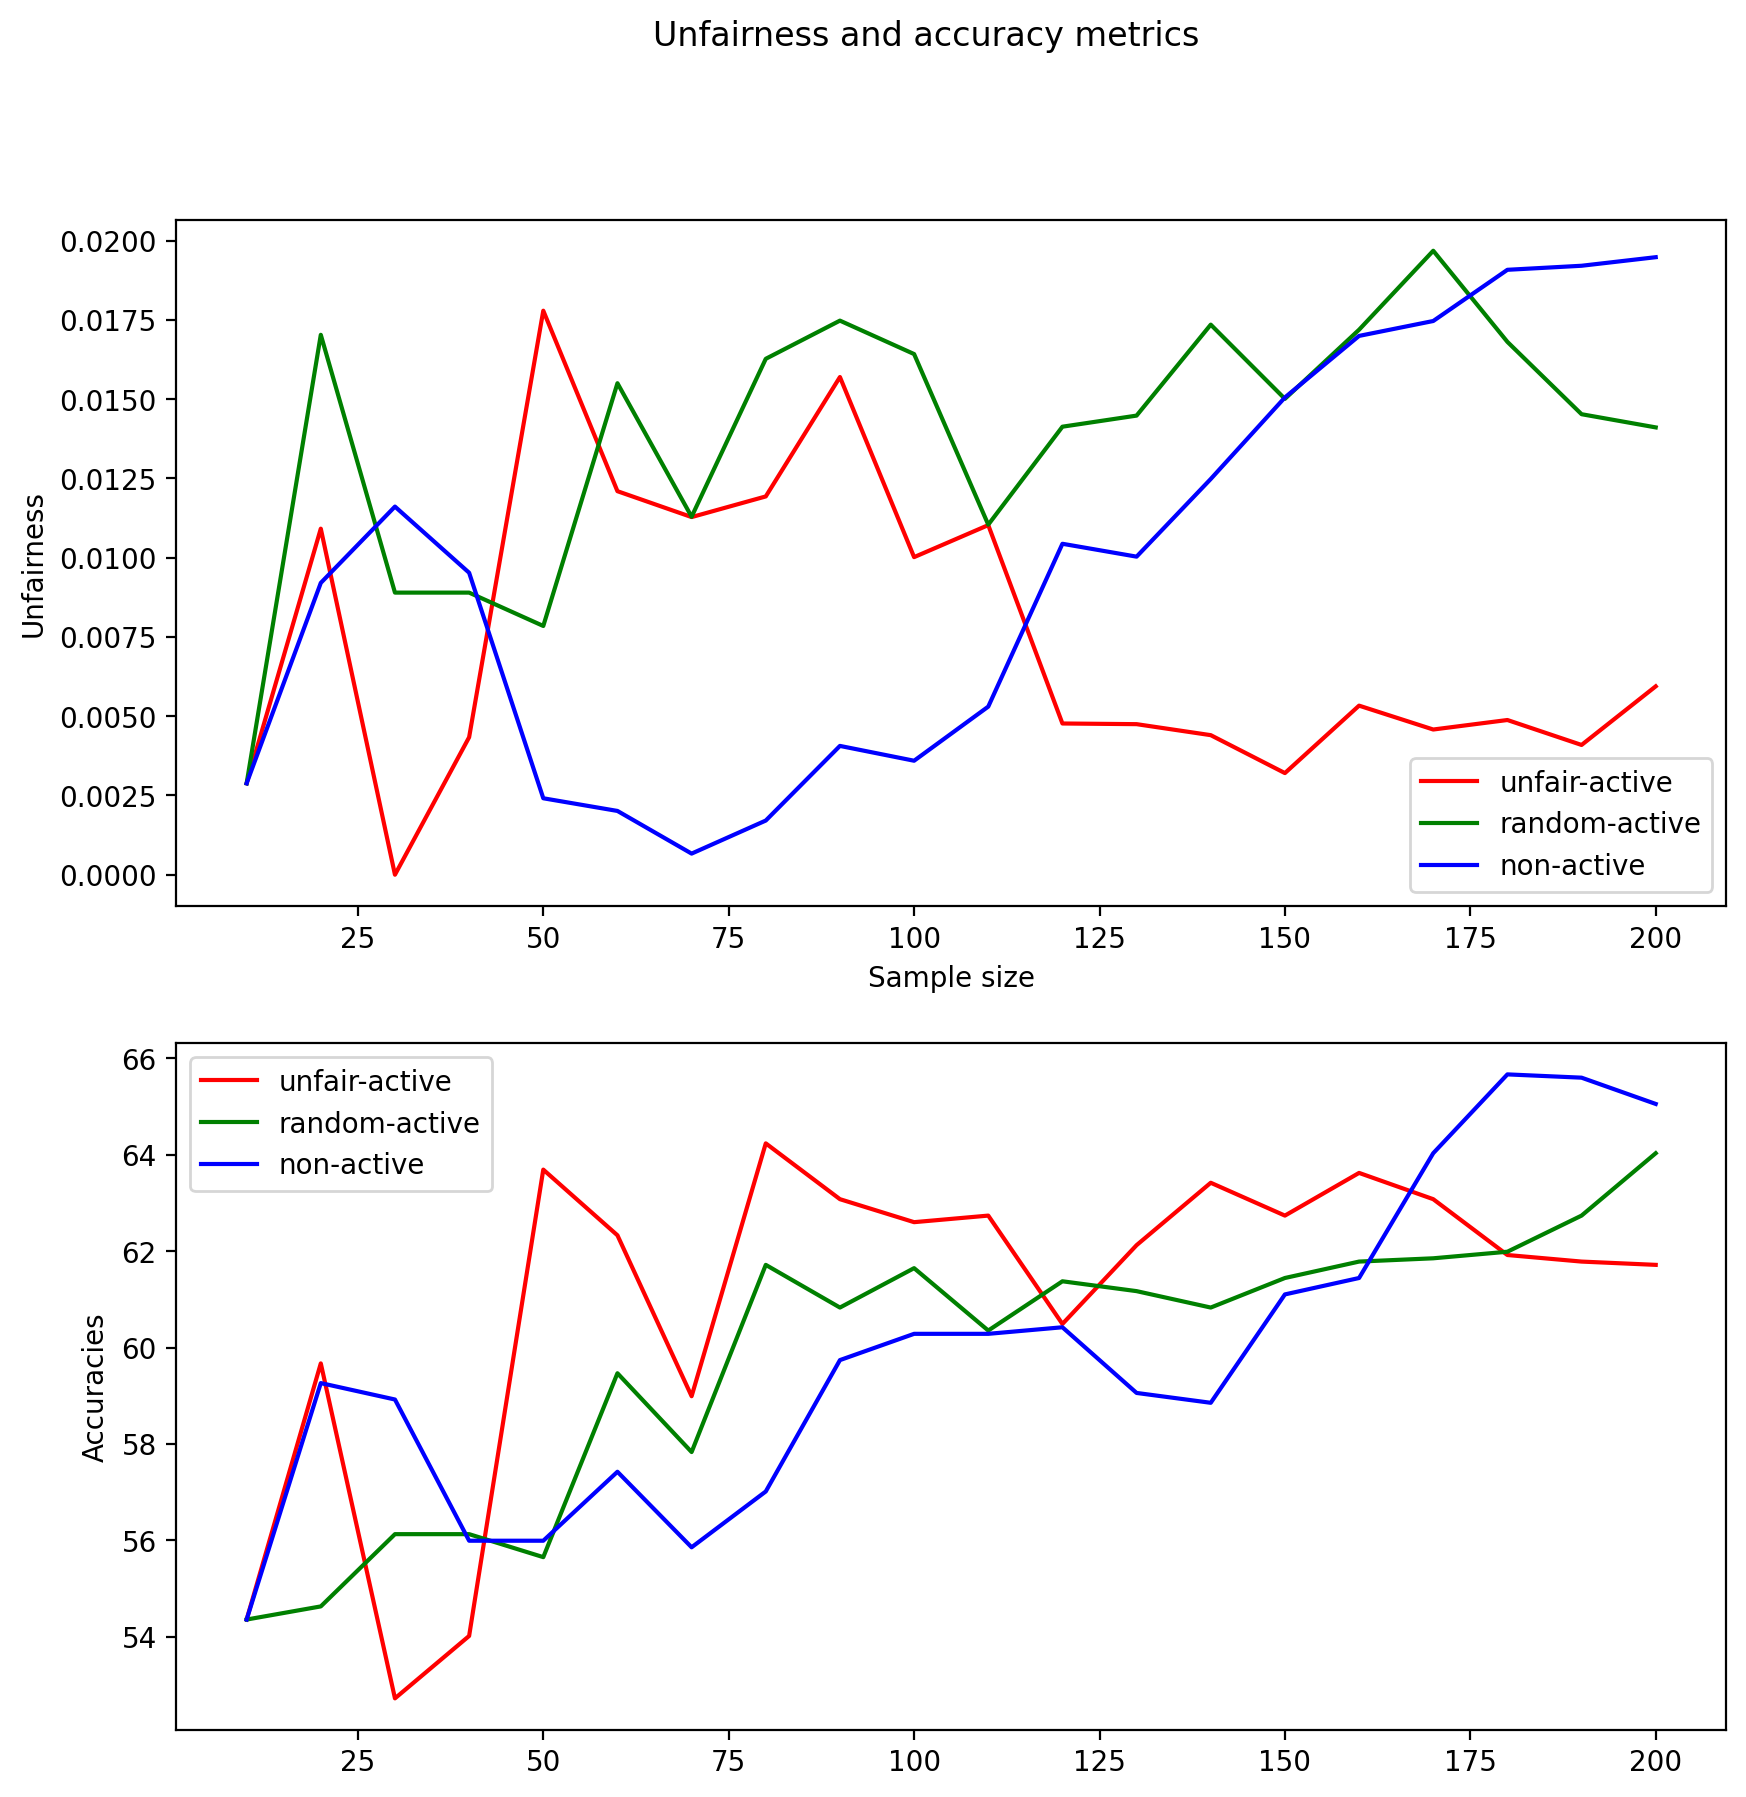 Unfairness and accuracy metrics
0.0200
0.0175
0.0150
0.0125
0.0100
0.0075
0.0050
0.0025
0.0000
Unfairness
unfair-active
random-active
non-active
25 50 75 100 125 150 175 200
Sample size
66
64
62
60
58
56
54
Accuracies
unfair-active
random-active
non-active
25 50 75 100 125 150 175 200